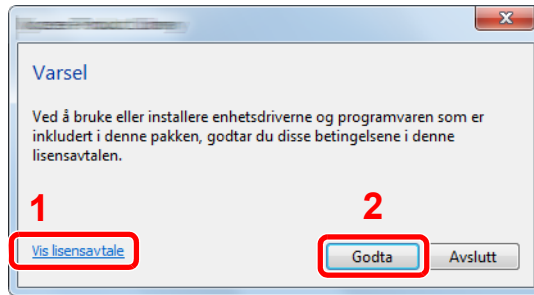 Varsel
Ved å bruke eller installere enhetsdriverne og programvaren som er
inkludert i denne pakken, godtar du disse betingelsene i denne
lisensavtalen.
1
2
Vis lisensavtale
Godta
Avslutt